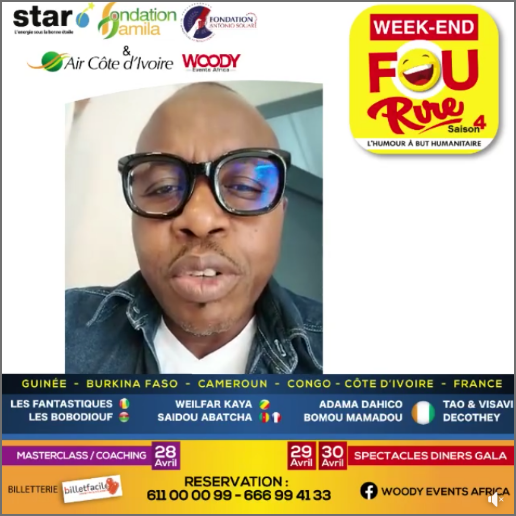 star
L'énergie sous la bonne étoile
fondation
Damila
FONDATION
ANTONIO SOUARE
&
Air Côte d'Ivoire
WOODY
Events Africa
WEEK-END
FOU
Rire
Saison 4
L'HUMOUR À BUT HUMANITAIRE
GUINÉE - BURKINA FASO - CAMEROUN - CONGO - CÔTE D'IVOIRE - FRANCE
LES FANTASTIQUES WEILFAR KAYA ADAMA DAHICO TAO & VISAVI
LES BOBODIOUF SAIDOU ABATCHA BOMOU MAMADOU DECOTHEY
MASTERCLASS / COACHING 28 Avril 29 Avril 30 Avril SPECTACLES DINERS GALA
RESERVATION :
BILLETTERIE billetfacile 611 00 00 99 - 666 99 41 33 WOODY EVENTS AFRICA